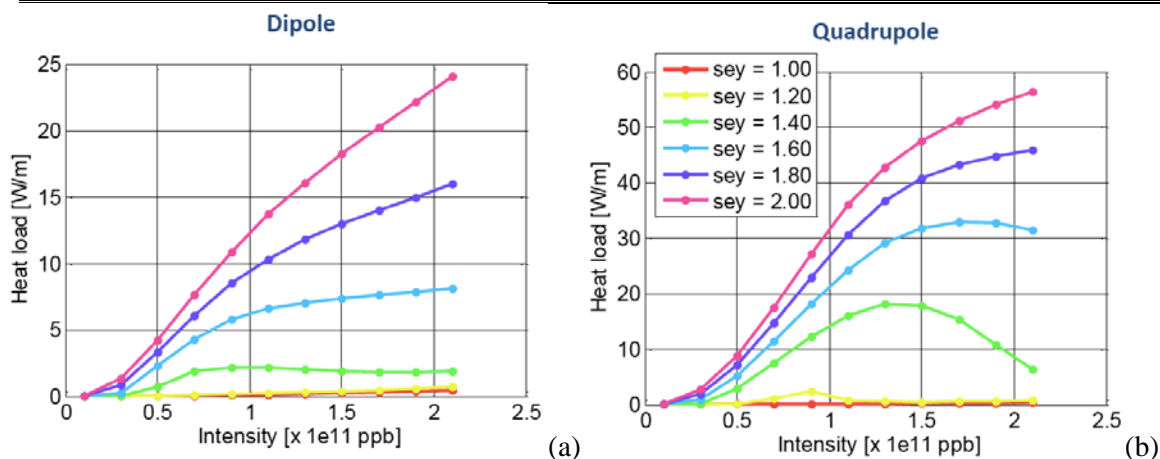 Dipole
25
20
15
10
5
0
Heat load [W/m]
0 0.5 1 1.5 2 2.5
Intensity [x 1e11 ppb]
(a)
Quadrupole
60
50
40
30
20
10
0
Heat load [W/m]
sey = 1.00
sey = 1.20
sey = 1.40
sey = 1.60
sey = 1.80
sey = 2.00
0 0.5 1 1.5 2 2.5
Intensity [x 1e11 ppb]
(b)